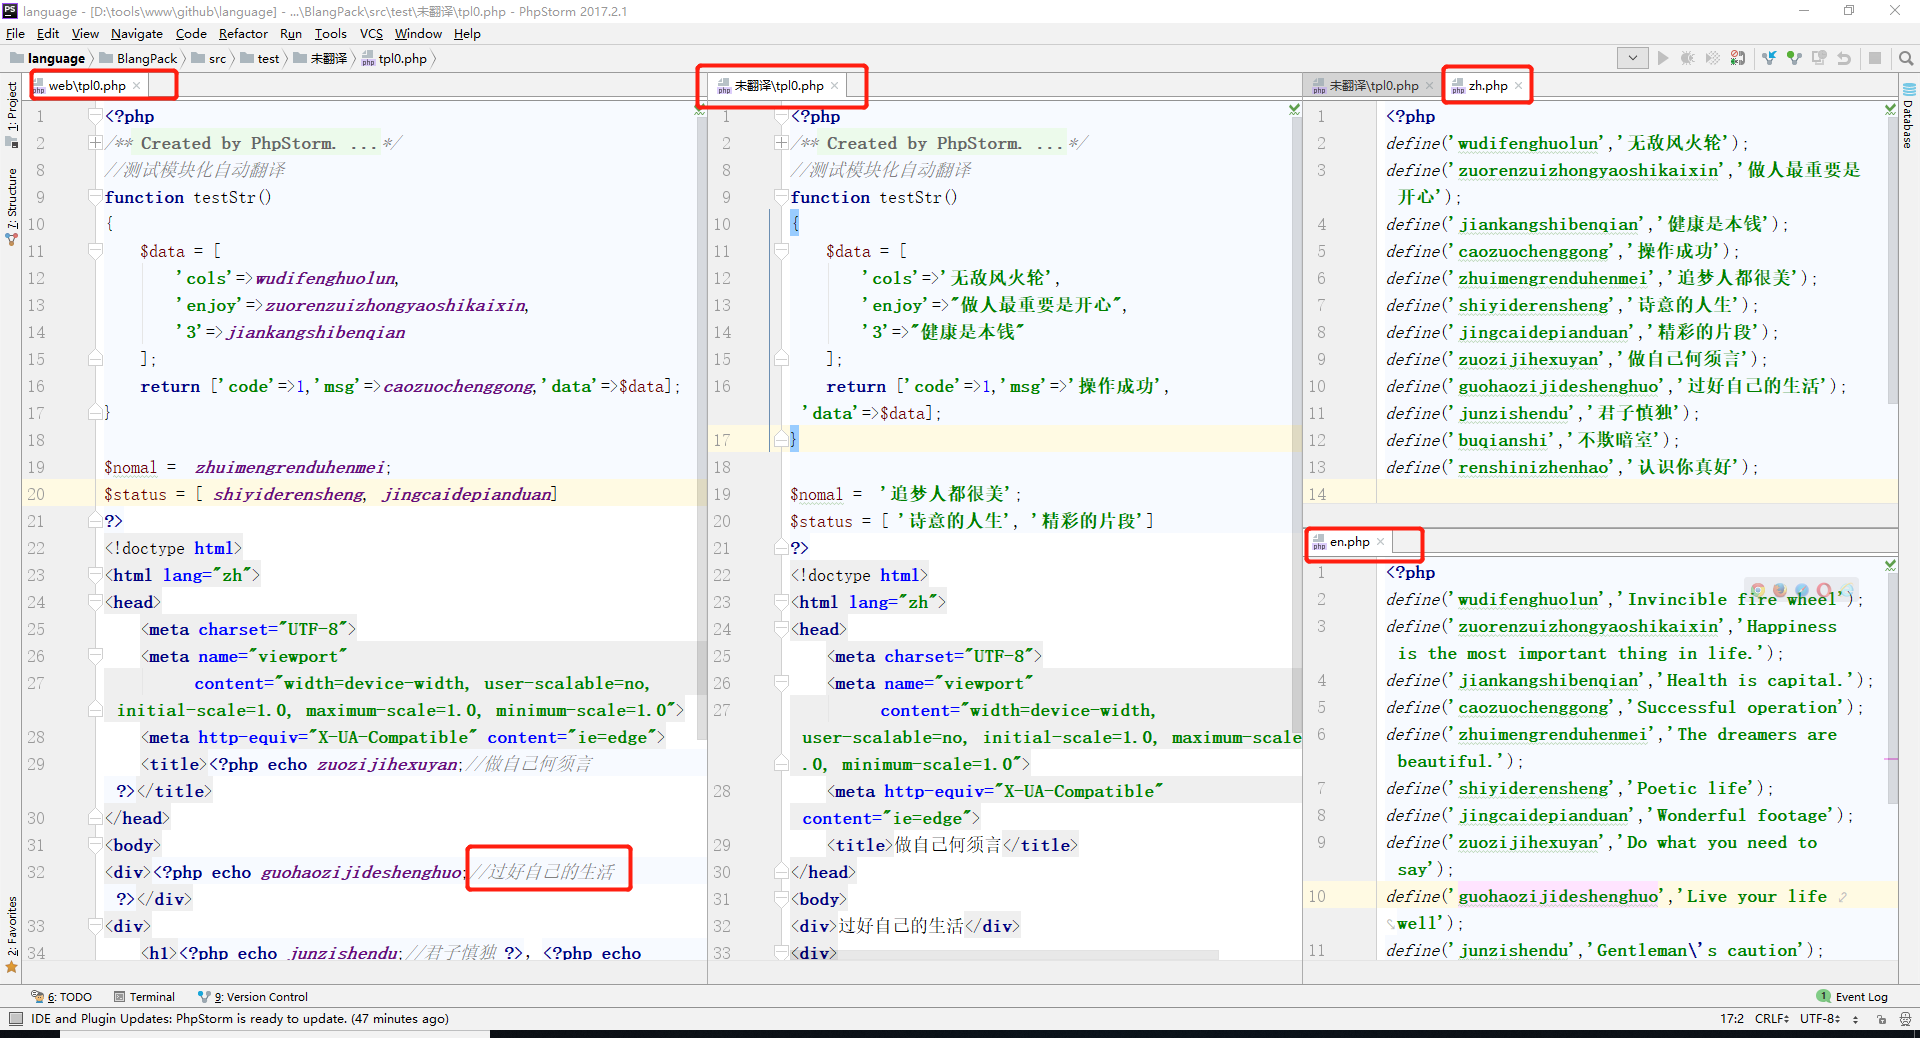 language - [D:\tools\www\github\language] - ...\BlangPack\src\test\未翻译\tpl0.php - PhpStorm 2017.2.1
File Edit View Navigate Code Refactor Run Tools VCS Window Help
language BlangPack src test 未翻译 tpl0.php
1: Project
7: Structure
2: Favorites
web\tpl0.php
1 <?php
2 /** Created by PhpStorm. ...*/
8 //测试模块化自动翻译
9 function testStr()
10 {
11 $data = [
12 'cols'=>wudifenghuolun,
13 'enjoy'=>zuorenzuizhongyaoshikaixin,
14 '3'=>jiankangshibenqian
15 ];
16 return ['code'=>1,'msg'=>caozuochenggong,'data'=>$data];
17 }
18
19 $nomal = zhuimengrenduhenmei;
20 $status = [ shiyiderensheng, jingcaidepianduan]
21 ?>
22 <!doctype html>
23 <html lang="zh">
24 <head>
25 <meta charset="UTF-8">
26 <meta name="viewport"
27 content="width=device-width, user-scalable=no,
initial-scale=1.0, maximum-scale=1.0, minimum-scale=1.0">
28 <meta http-equiv="X-UA-Compatible" content="ie=edge">
29 <title><?php echo zuozijihexuyan;//做自己何须言
?></title>
30 </head>
31 <body>
32 <div><?php echo guohaozijideshenghuo;//过好自己的生活
?></div>
33 <div>
34 <h1><?php echo junzishendu;//君子慎独 ?>, <?php echo
未翻译\tpl0.php
1 <?php
2 /** Created by PhpStorm. ...*/
8 //测试模块化自动翻译
9 function testStr()
10 {
11 $data = [
12 'cols'=>'无敌风火轮',
13 'enjoy'=>"做人最重要是开心",
14 '3'=>"健康是本钱"
15 ];
16 return ['code'=>1,'msg'=>'操作成功',
'data'=>$data];
17 }
18
19 $nomal = '追梦人都很美';
20 $status = [ '诗意的人生', '精彩的片段']
21 ?>
22 <!doctype html>
23 <html lang="zh">
24 <head>
25 <meta charset="UTF-8">
26 <meta name="viewport"
27 content="width=device-width,
user-scalable=no, initial-scale=1.0, maximum-scale
.0, minimum-scale=1.0">
28 <meta http-equiv="X-UA-Compatible"
content="ie=edge">
29 <title>做自己何须言</title>
30 </head>
31 <body>
32 <div>过好自己的生活</div>
33 <div>
未翻译\tpl0.php zh.php
1 <?php
2 define('wudifenghuolun','无敌风火轮');
3 define('zuorenzuizhongyaoshikaixin','做人最重要是
开心');
4 define('jiankangshibenqian','健康是本钱');
5 define('caozuochenggong','操作成功');
6 define('zhuimengrenduhenmei','追梦人都很美');
7 define('shiyiderensheng','诗意的人生');
8 define('jingcaidepianduan','精彩的片段');
9 define('zuozijihexuyan','做自己何须言');
10 define('guohaozijideshenghuo','过好自己的生活');
11 define('junzishendu','君子慎独');
12 define('buqianshi','不欺暗室');
13 define('renshinizhenhao','认识你真好');
14
en.php
1 <?php
2 define('wudifenghuolun','Invincible fire wheel');
3 define('zuorenzuizhongyaoshikaixin','Happiness
is the most important thing in life.');
4 define('jiankangshibenqian','Health is capital.');
5 define('caozuochenggong','Successful operation');
6 define('zhuimengrenduhenmei','The dreamers are
beautiful.');
7 define('shiyiderensheng','Poetic life');
8 define('jingcaidepianduan','Wonderful footage');
9 define('zuozijihexuyan','Do what you need to
say');
10 define('guohaozijideshenghuo','Live your life
well');
11 define('junzishendu','Gentleman\'s caution');
Database
6: TODO Terminal 9: Version Control 1 Event Log
IDE and Plugin Updates: PhpStorm is ready to update. (47 minutes ago) 17:2 CRLF UTF-8